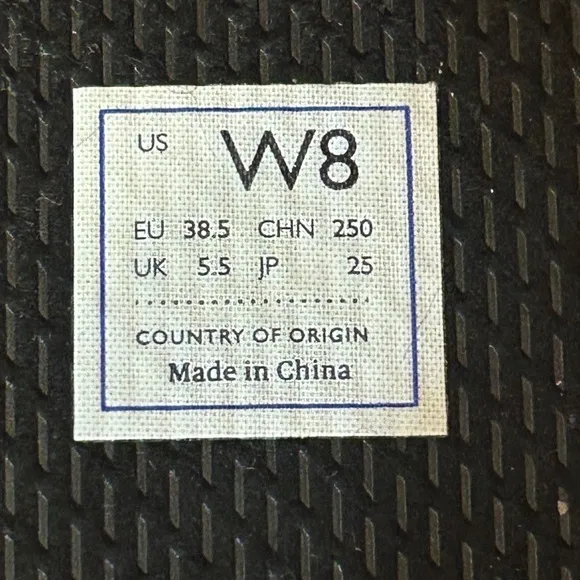 US W8
EU 38.5 CHN 250
UK 5.5 JP 25
COUNTRY OF ORIGIN
Made in China